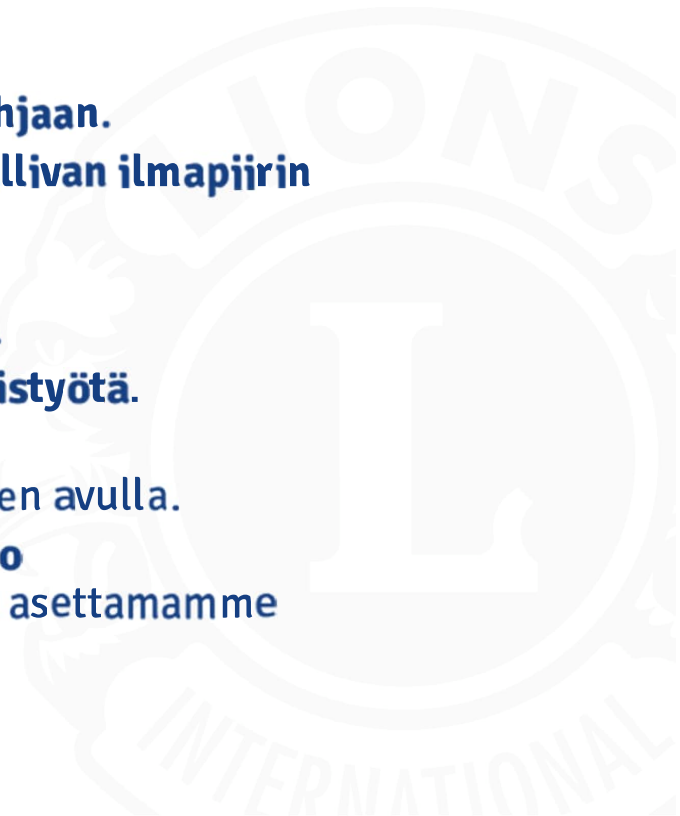 hjaan.
llivan ilmapiirin
istyötä.
en avulla.
o
asettamamme
LIONS
L
INTERNATIONAL